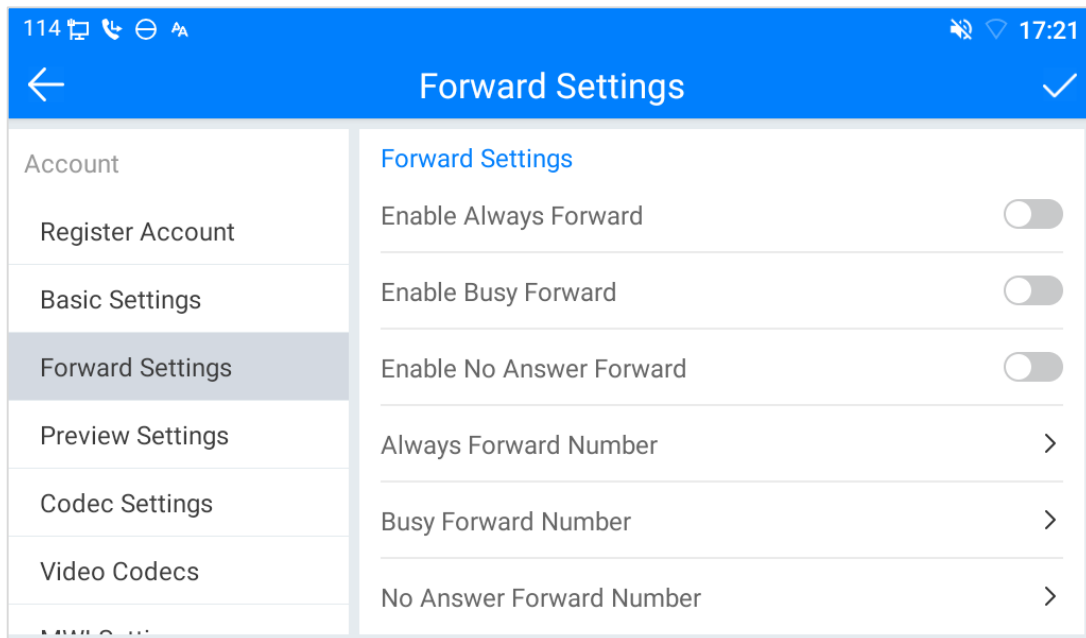 114 17:21
Forward Settings
Account
Register Account
Basic Settings
Forward Settings
Preview Settings
Codec Settings
Video Codecs
Forward Settings
Enable Always Forward
Enable Busy Forward
Enable No Answer Forward
Always Forward Number
Busy Forward Number
No Answer Forward Number